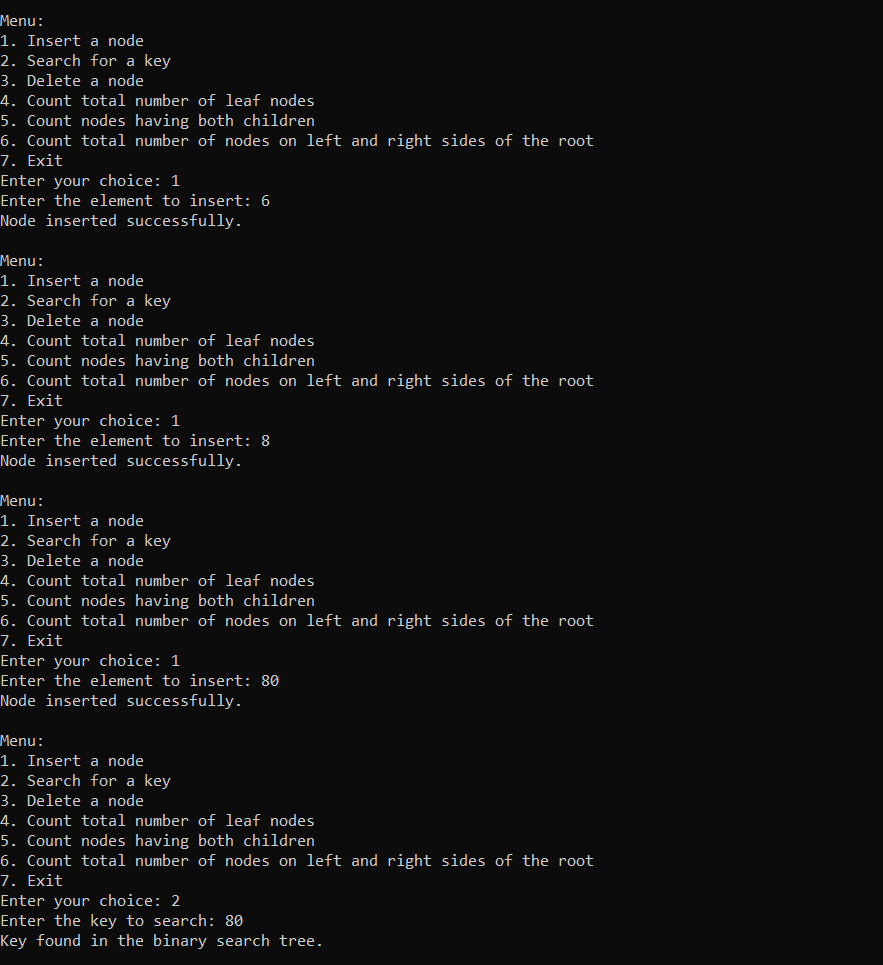 Menu:
1. Insert a node
2. Search for a key
3. Delete a node
4. Count total number of leaf nodes
5. Count nodes having both children
6. Count total number of nodes on left and right sides of the root
7. Exit
Enter your choice: 1
Enter the element to insert: 6
Node inserted successfully.

Menu:
1. Insert a node
2. Search for a key
3. Delete a node
4. Count total number of leaf nodes
5. Count nodes having both children
6. Count total number of nodes on left and right sides of the root
7. Exit
Enter your choice: 1
Enter the element to insert: 8
Node inserted successfully.

Menu:
1. Insert a node
2. Search for a key
3. Delete a node
4. Count total number of leaf nodes
5. Count nodes having both children
6. Count total number of nodes on left and right sides of the root
7. Exit
Enter your choice: 1
Enter the element to insert: 80
Node inserted successfully.

Menu:
1. Insert a node
2. Search for a key
3. Delete a node
4. Count total number of leaf nodes
5. Count nodes having both children
6. Count total number of nodes on left and right sides of the root
7. Exit
Enter your choice: 2
Enter the key to search: 80
Key found in the binary search tree.